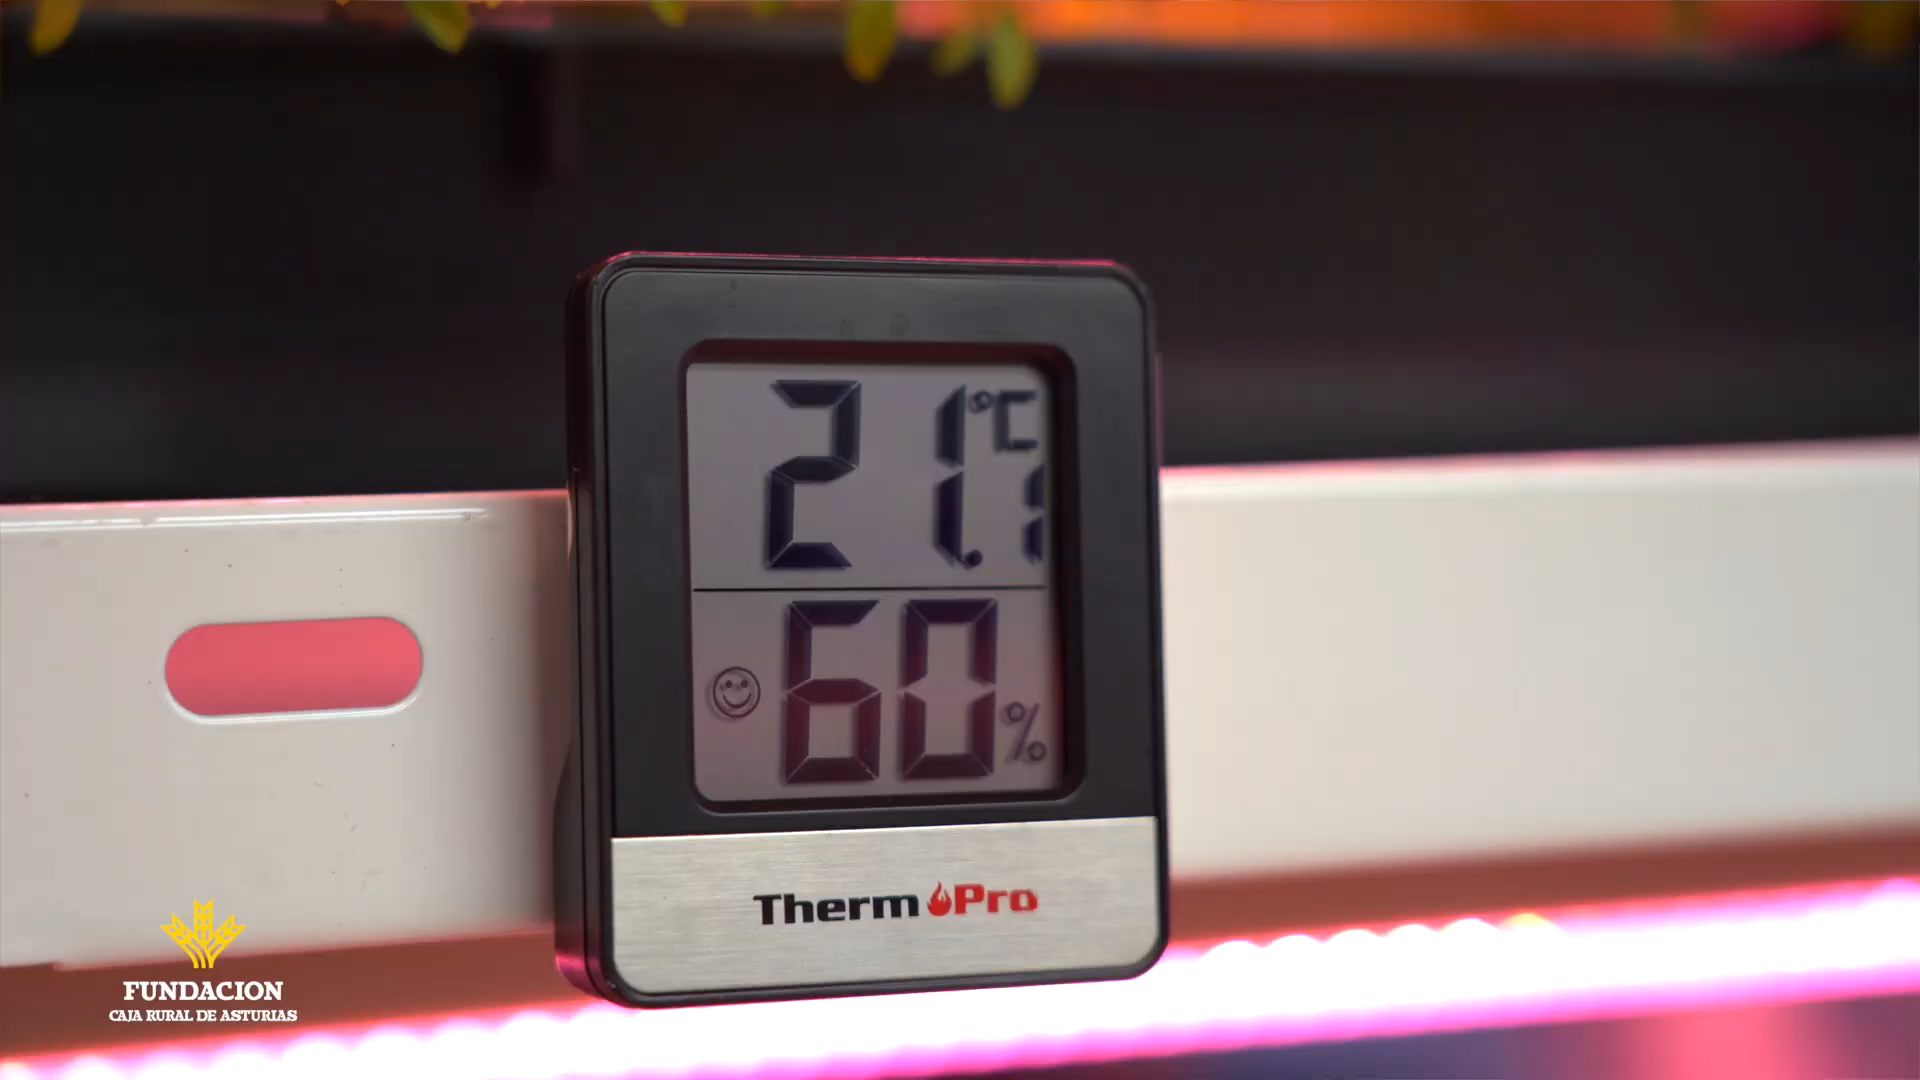 21.1°C
60%
ThermPro
FUNDACION
CAJA RURAL DE ASTURIAS